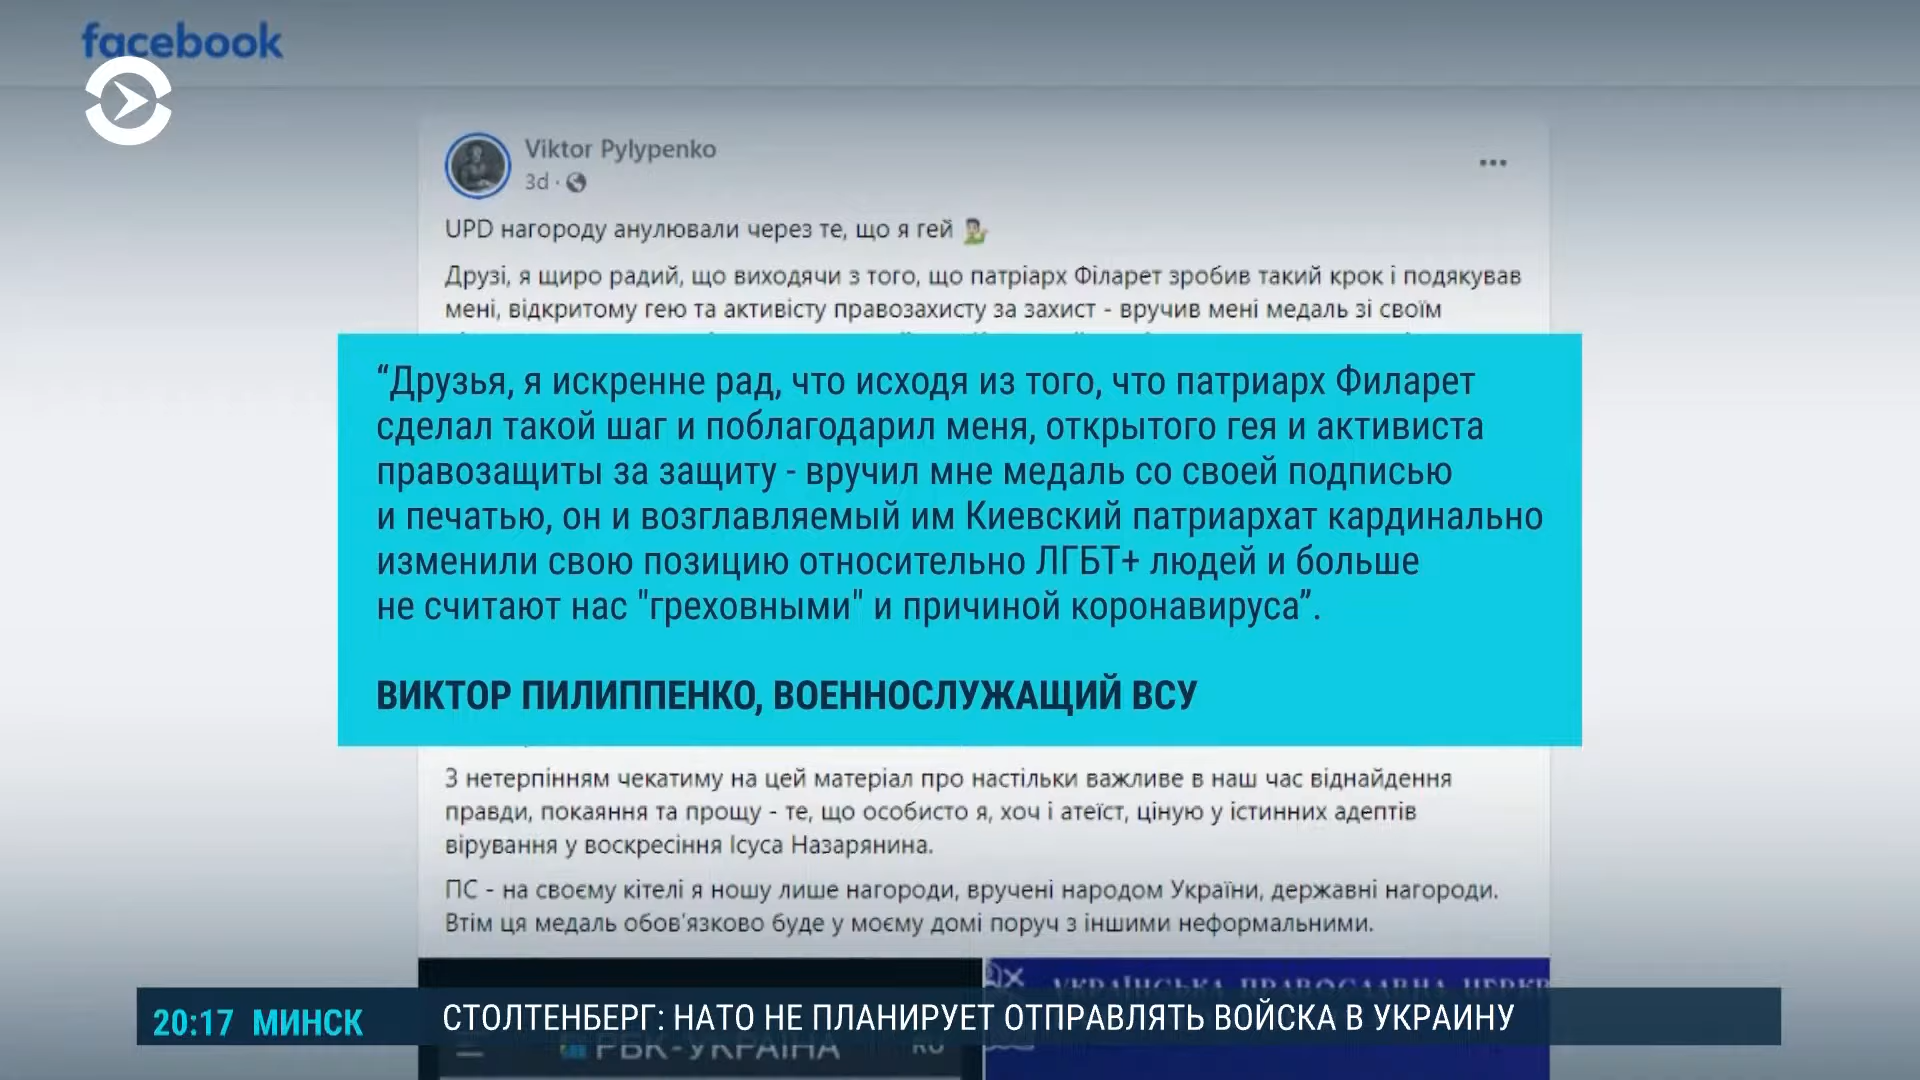 facebook
Viktor Pylypenko
3d ·
UPD нагороду анулювали через те, що я гей
Друзі, я щиро радий, що виходячи з того, що патріарх Філарет зробив такий крок і подякував
мені, відкритому гею та активісту правозахисту за захист - вручив мені медаль зі своїм
“Друзья, я искренне рад, что исходя из того, что патриарх Филарет
сделал такой шаг и поблагодарил меня, открытого гея и активиста
правозащиты за защиту - вручил мне медаль со своей подписью
и печатью, он и возглавляемый им Киевский патриархат кардинально
изменили свою позицию относительно ЛГБТ+ людей и больше
не считают нас "греховными" и причиной коронавируса”.
ВИКТОР ПИЛИППЕНКО, ВОЕННОСЛУЖАЩИЙ ВСУ
З нетерпінням чекатиму на цей матеріал про настільки важливе в наш час віднайдення
правди, покаяння та прощу - те, що особисто я, хоч і атеїст, ціную у істинних адептів
вірування у воскресіння Ісуса Назарянина.
ПС - на своєму кітелі я ношу лише нагороди, вручені народом України, державні нагороди.
Втім ця медаль обов'язково буде у моєму домі поруч з іншими неформальними.
УКРАЇНСЬКА ПРАВОСЛАВНА ЦЕРКВ
20:17 МИНСК
СТОЛТЕНБЕРГ: НАТО НЕ ПЛАНИРУЕТ ОТПРАВЛЯТЬ ВОЙСКА В УКРАИНУ
РБК-УКРАЇНА
RU